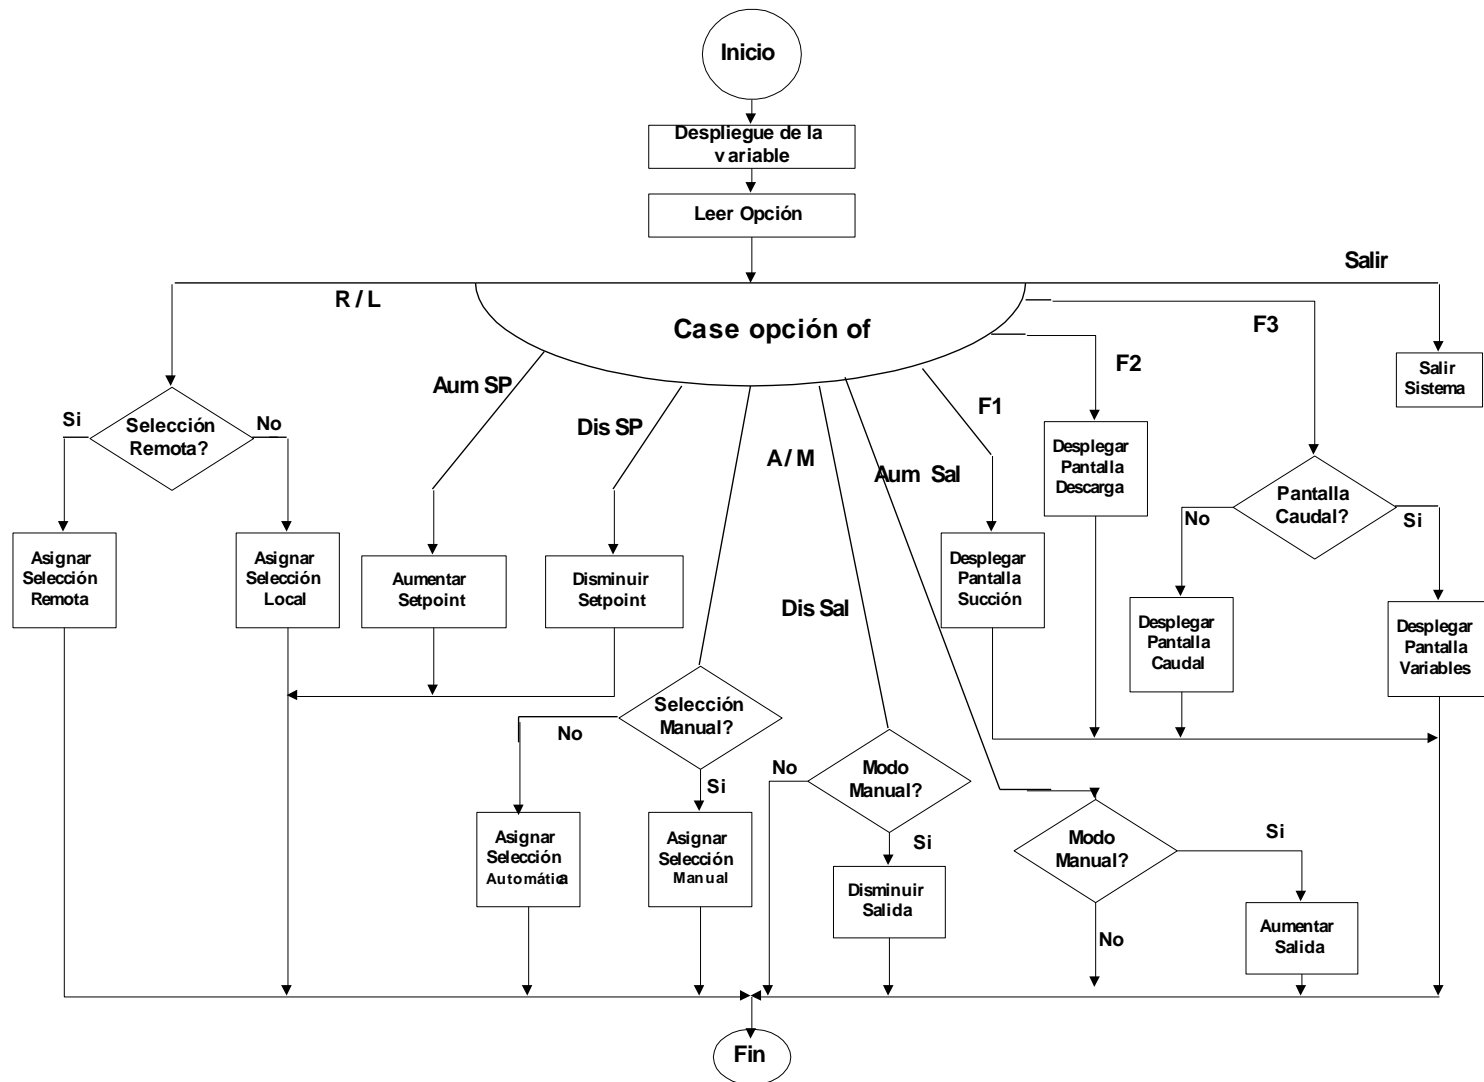 Inicio
Despliegue de la
variable
Leer Opción
Salir
R / L
Case opción of
F3
F2
Aum SP
Dis SP
F1
A / M
Aum Sal
Salir
Sistema
Si
Selección
Remota?
No
Desplegar
Pantalla
Descarga
Pantalla
Caudal?
No
Si
Asignar
Selección
Remota
Asignar
Selección
Local
Aumentar
Setpoint
Disminuir
Setpoint
Desplegar
Pantalla
Succión
Dis Sal
Desplegar
Pantalla
Caudal
Desplegar
Pantalla
Variables
Selección
Manual?
No
Si
No
Modo
Manual?
Si
Modo
Manual?
Si
No
Asignar
Selección
Automática
Asignar
Selección
Manual
Disminuir
Salida
Aumentar
Salida
Fin